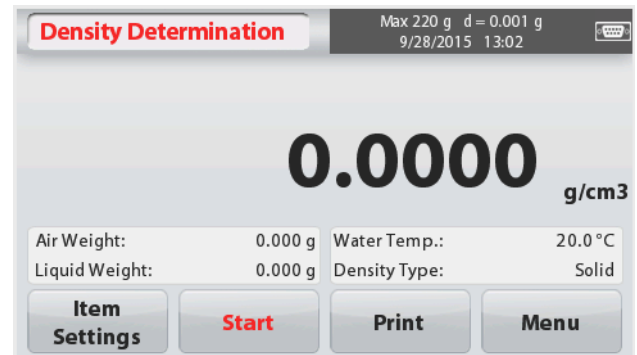 Density Determination
Max 220 g d = 0.001 g
9/28/2015 13:02
0.0000
g/cm3
Air Weight: 0.000 g Water Temp.: 20.0 °C
Liquid Weight: 0.000 g Density Type: Solid
Item
Settings
Start
Print
Menu